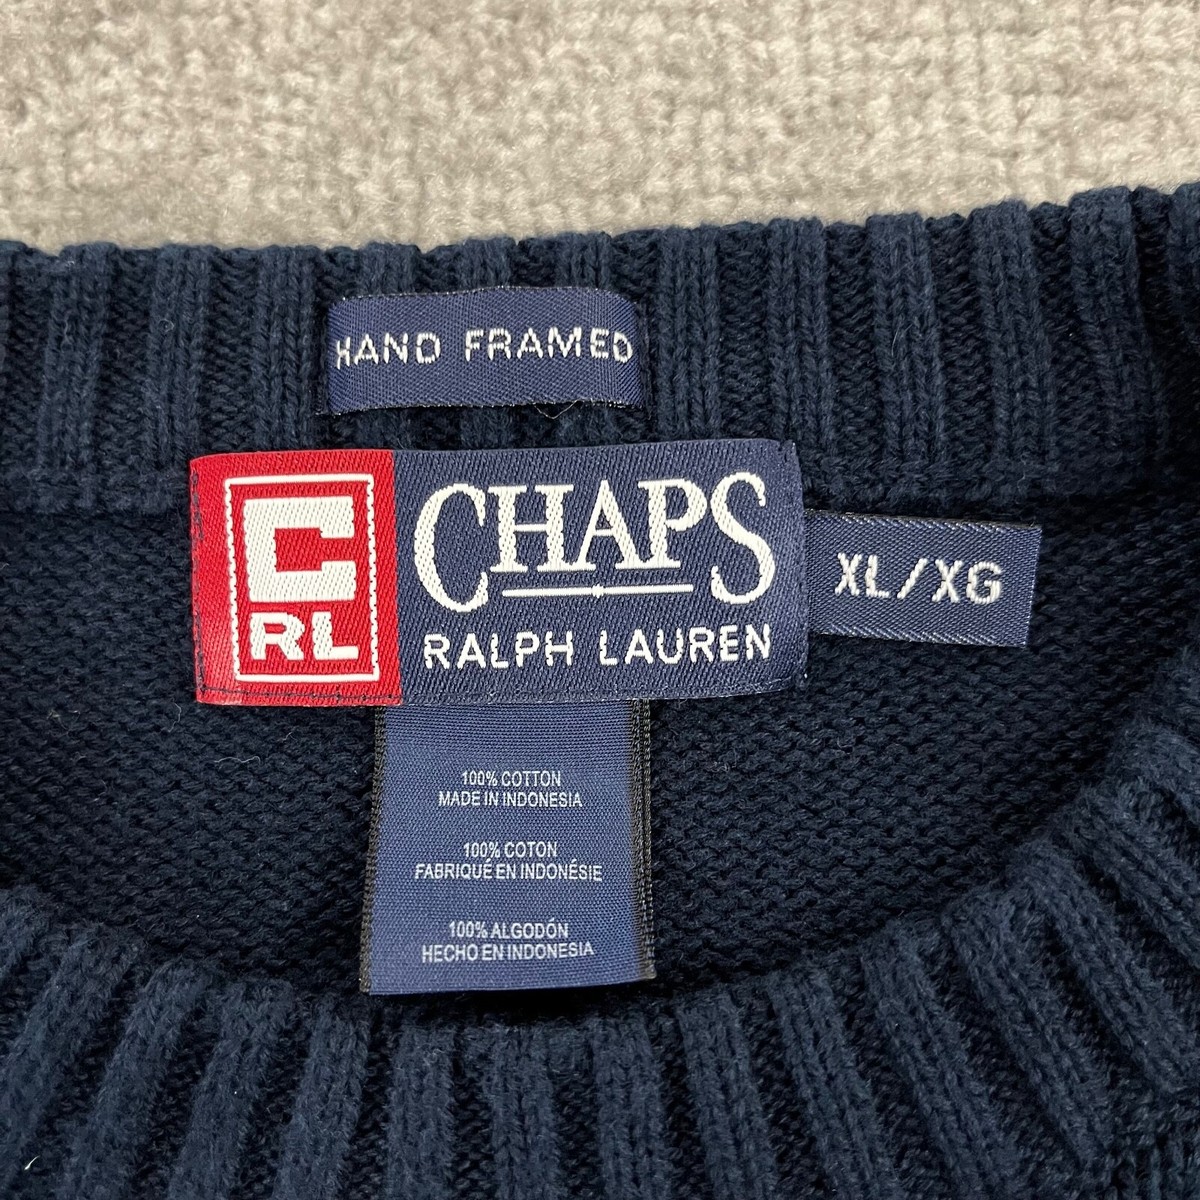 HAND FRAMED
C
RL
CHAPS
RALPH LAUREN
XL/XG
100% COTTON
MADE IN INDONESIA
100% COTON
FABRIQUÉ EN INDONÉSIE
100% ALGODÓN
HECHO EN INDONESIA